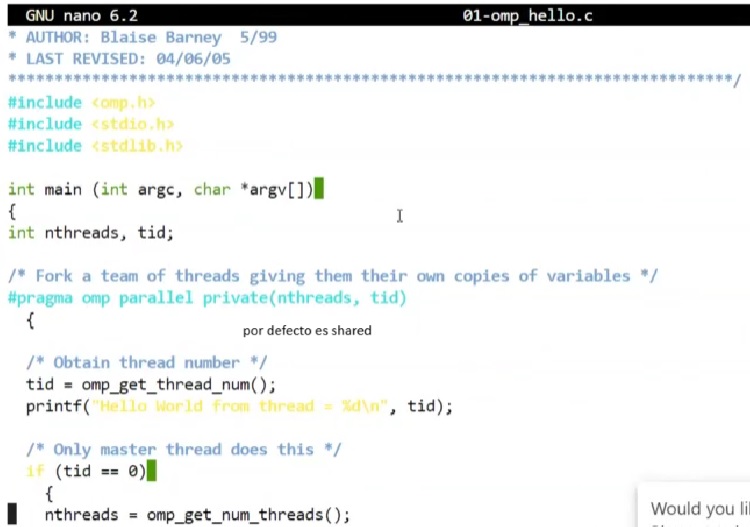 GNU nano 6.2 01-omp_hello.c
* AUTHOR: Blaise Barney 5/99
* LAST REVISED: 04/06/05
******************************************************************************/
#include <omp.h>
#include <stdio.h>
#include <stdlib.h>
int main (int argc, char *argv[])
{
int nthreads, tid;
/* Fork a team of threads giving them their own copies of variables */
#pragma omp parallel private(nthreads, tid)
{
por defecto es shared
/* Obtain thread number */
tid = omp_get_thread_num();
printf("Hello World from thread = %d\n", tid);
/* Only master thread does this */
if (tid == 0)
{
nthreads = omp_get_num_threads();
Would you